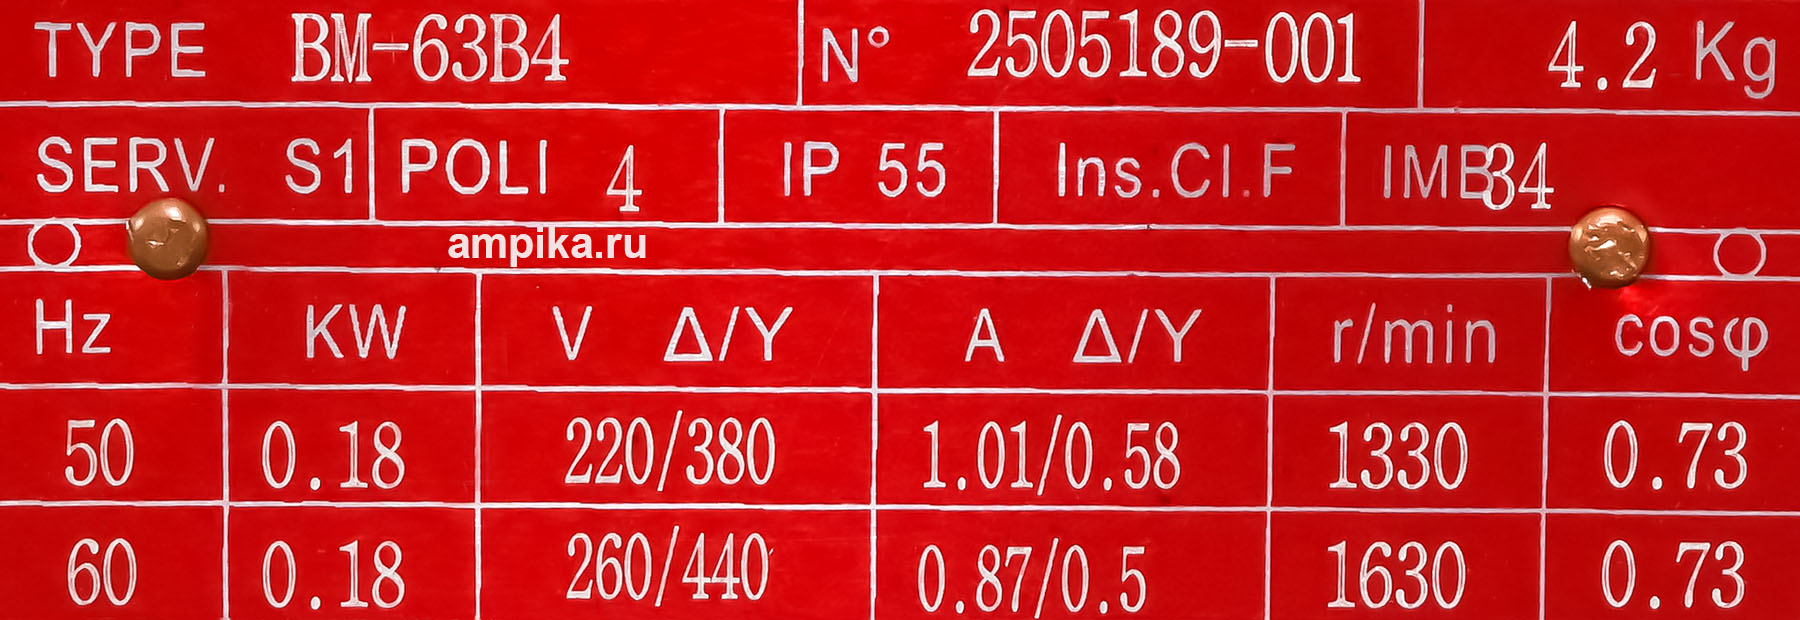 TYPE BM-63B4 N° 2505189-001 4.2 Kg
SERV. S1 POLI 4 IP 55 Ins.Cl.F IMB34
ampika.ru
Hz KW V Δ/Y A Δ/Y r/min cosφ
50 0.18 220/380 1.01/0.58 1330 0.73
60 0.18 260/440 0.87/0.5 1630 0.73